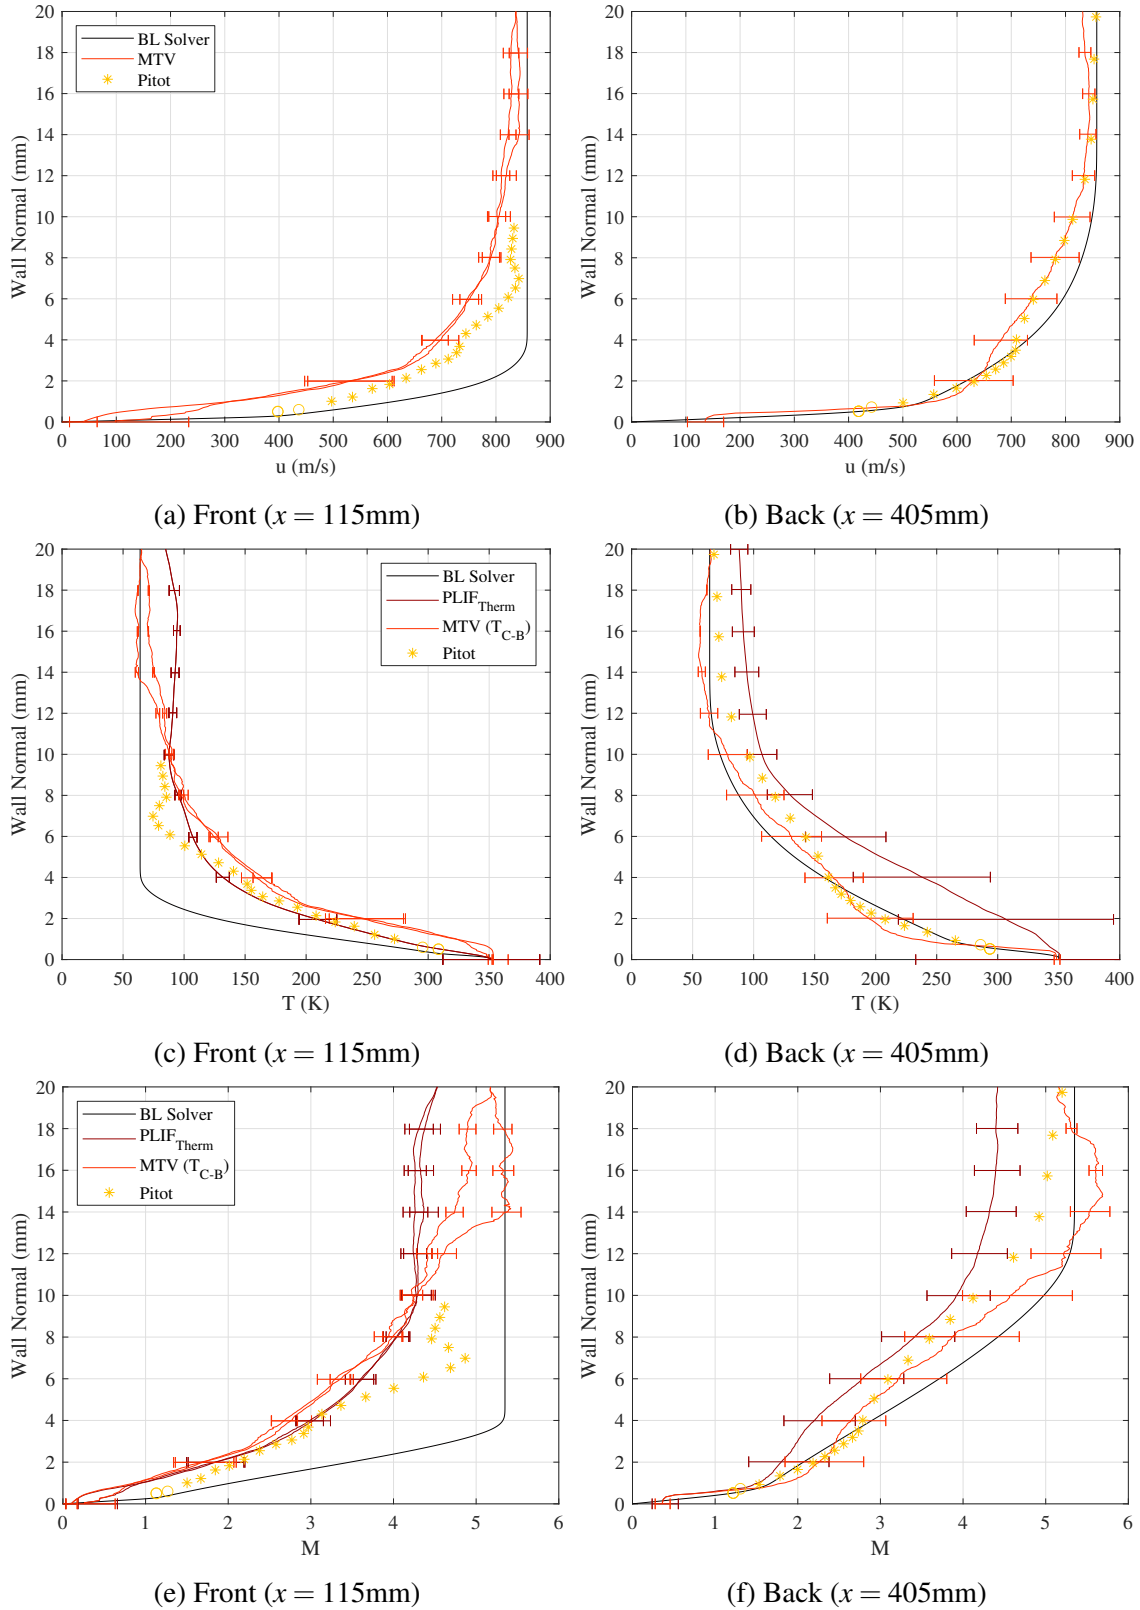 20
18
16
14
12
10
8
6
4
2
0
Wall Normal (mm)
BL Solver
MTV
Pitot
0 100 200 300 400 500 600 700 800 900
u (m/s)
(a) Front (x = 115mm)
20
18
16
14
12
10
8
6
4
2
0
Wall Normal (mm)
0 100 200 300 400 500 600 700 800 900
u (m/s)
(b) Back (x = 405mm)
20
18
16
14
12
10
8
6
4
2
0
Wall Normal (mm)
BL Solver
PLIF_Therm
MTV (T_C-B)
Pitot
0 50 100 150 200 250 300 350 400
T (K)
(c) Front (x = 115mm)
20
18
16
14
12
10
8
6
4
2
0
Wall Normal (mm)
0 50 100 150 200 250 300 350 400
T (K)
(d) Back (x = 405mm)
20
18
16
14
12
10
8
6
4
2
0
Wall Normal (mm)
BL Solver
PLIF_Therm
MTV (T_C-B)
Pitot
0 1 2 3 4 5 6
M
(e) Front (x = 115mm)
20
18
16
14
12
10
8
6
4
2
0
Wall Normal (mm)
0 1 2 3 4 5 6
M
(f) Back (x = 405mm)